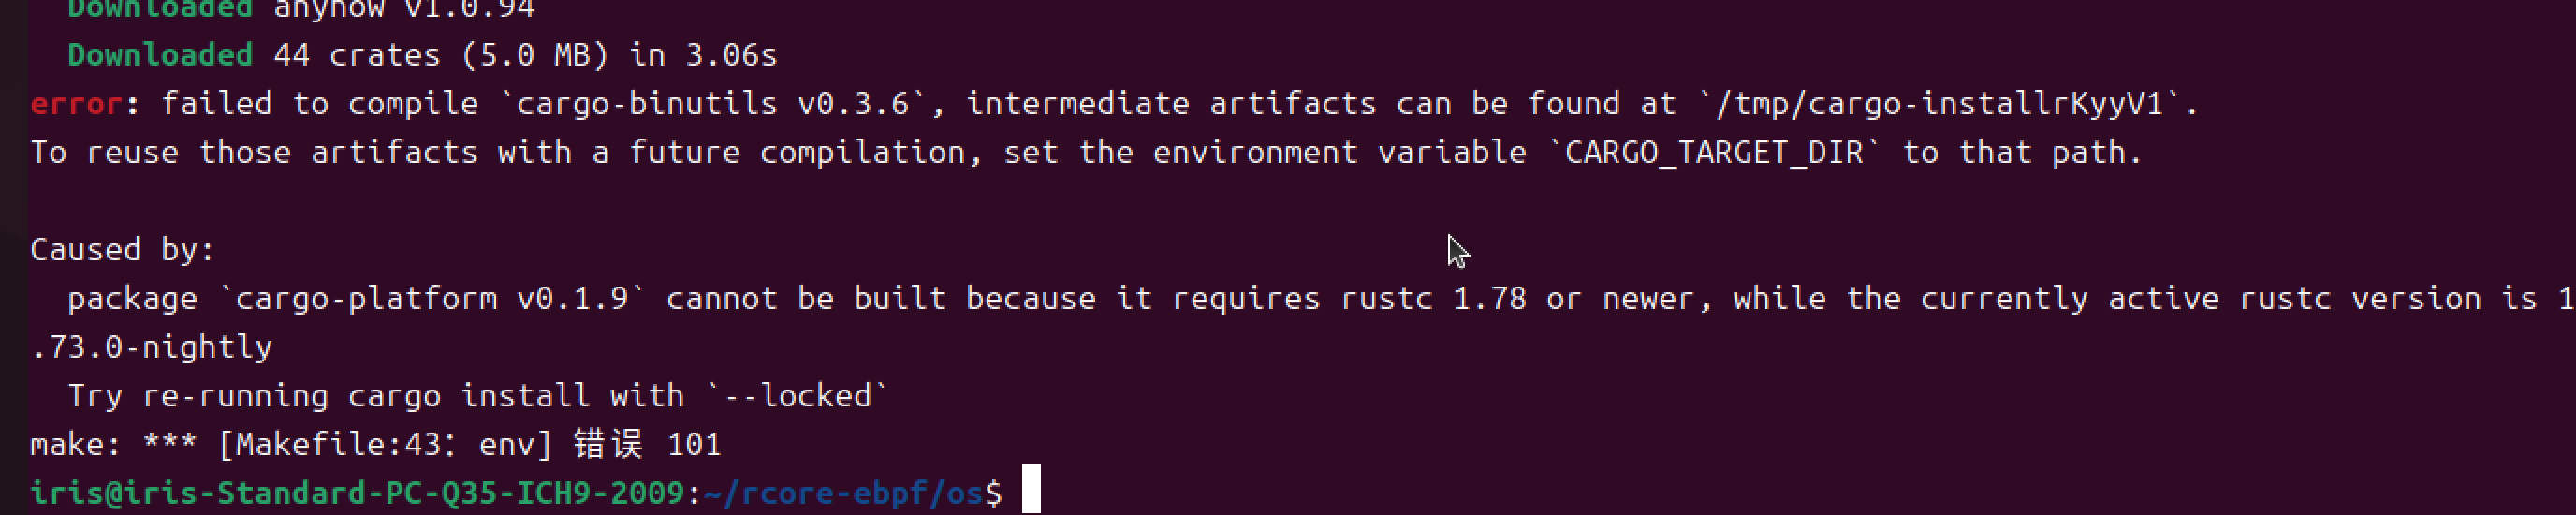 Downloaded anyhow v1.0.94
Downloaded 44 crates (5.0 MB) in 3.06s
error: failed to compile `cargo-binutils v0.3.6`, intermediate artifacts can be found at `/tmp/cargo-installrKyyV1`.
To reuse those artifacts with a future compilation, set the environment variable `CARGO_TARGET_DIR` to that path.
Caused by:
package `cargo-platform v0.1.9` cannot be built because it requires rustc 1.78 or newer, while the currently active rustc version is 1
.73.0-nightly
Try re-running cargo install with `--locked`
make: *** [Makefile:43：env] 错误 101
iris@iris-Standard-PC-Q35-ICH9-2009:~/rcore-ebpf/os$